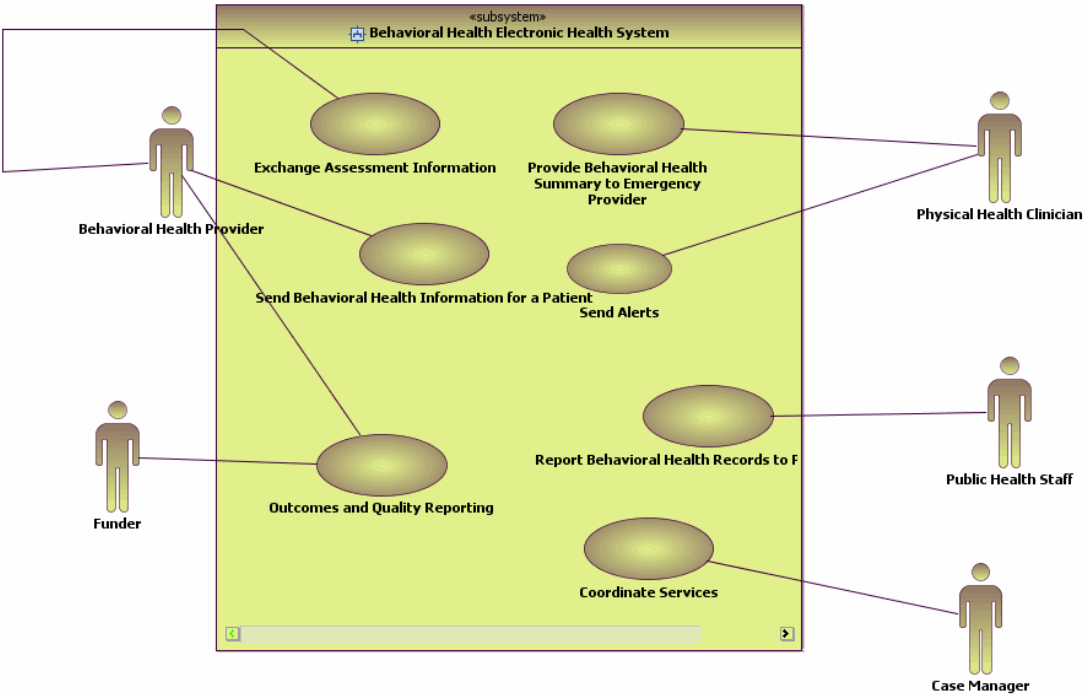 «subsystem»
Behavioral Health Electronic Health System
Exchange Assessment Information
Provide Behavioral Health
Summary to Emergency
Provider
Physical Health Clinician
Behavioral Health Provider
Send Behavioral Health Information for a Patient
Send Alerts
Report Behavioral Health Records to P
Public Health Staff
Outcomes and Quality Reporting
Funder
Coordinate Services
Case Manager